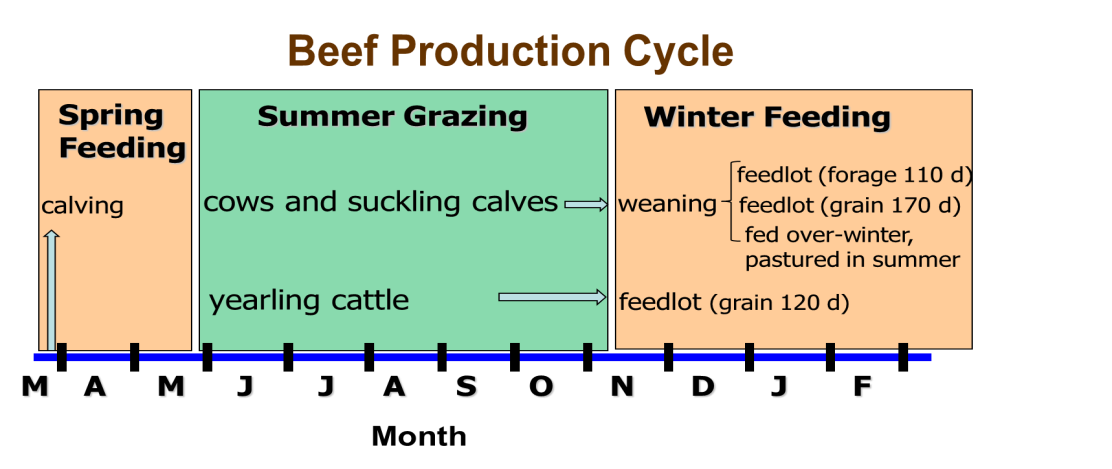 Beef Production Cycle
Spring
Feeding
calving
Summer Grazing
cows and suckling calves
yearling cattle
Winter Feeding
weaning
feedlot (forage 110 d)
feedlot (grain 170 d)
fed over-winter,
pastured in summer
feedlot (grain 120 d)
M A M J J A S O N D J F
Month